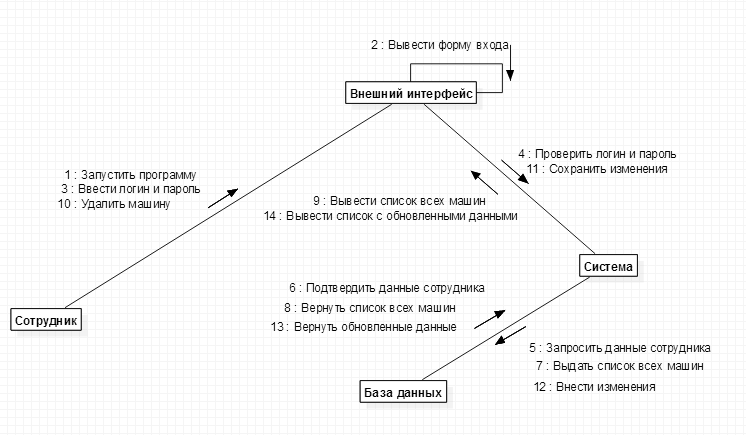 2 : Вывести форму входа
Внешний интерфейс
4 : Проверить логин и пароль
11 : Сохранить изменения
1 : Запустить программу
3 : Ввести логин и пароль
10 : Удалить машину
9 : Вывести список всех машин
14 : Вывести список с обновленными данными
Система
6 : Подтвердить данные сотрудника
8 : Вернуть список всех машин
13 : Вернуть обновленные данные
Сотрудник
5 : Запросить данные сотрудника
7 : Выдать список всех машин
12 : Внести изменения
База данных